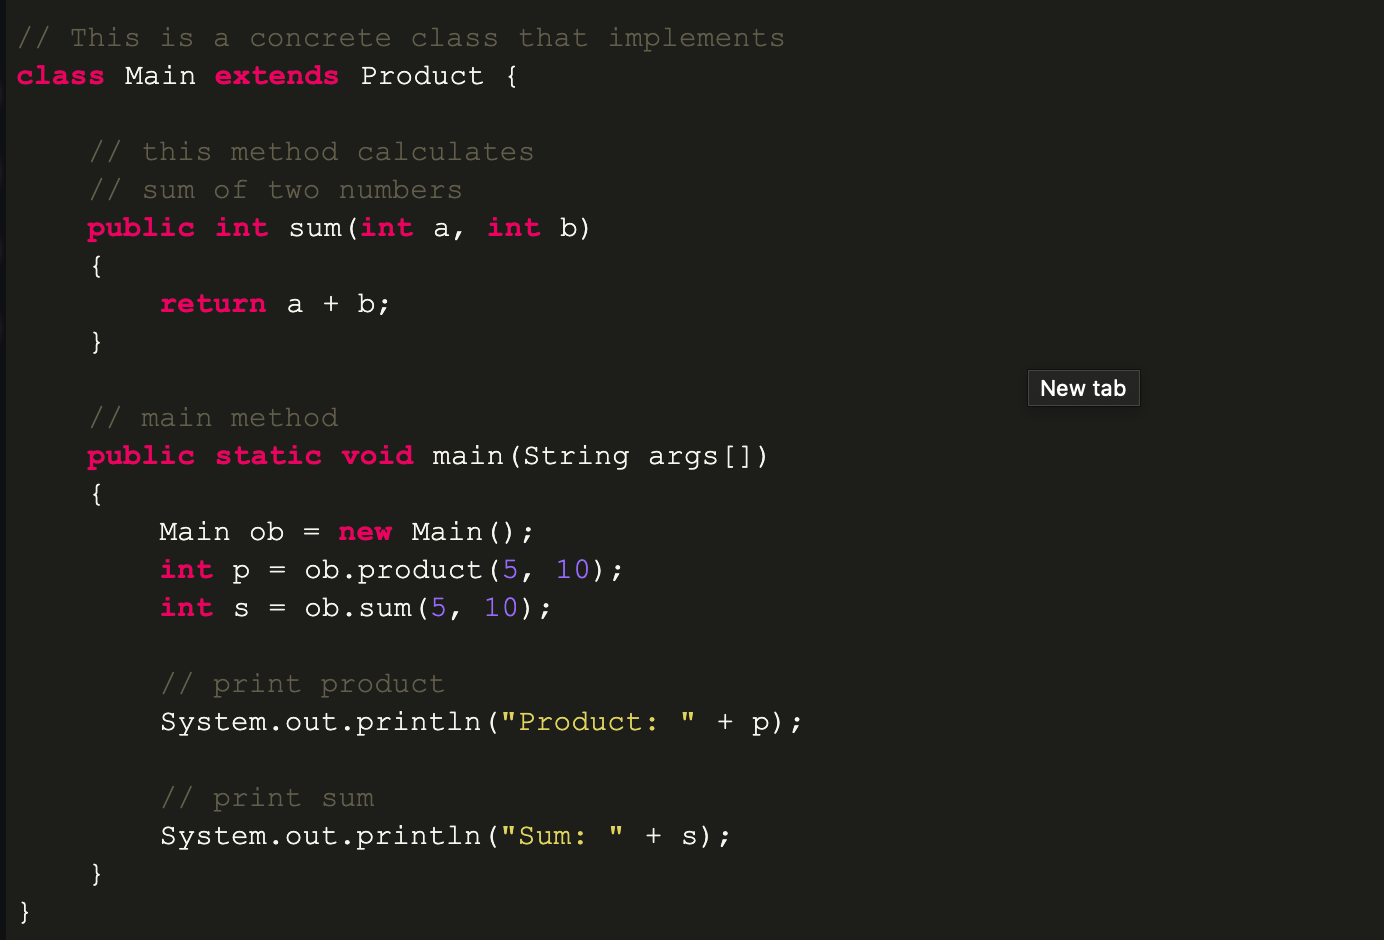 // This is a concrete class that implements
class Main extends Product {
// this method calculates
// sum of two numbers
public int sum(int a, int b)
{
return a + b;
}
New tab
// main method
public static void main(String args[])
{
Main ob = new Main();
int p = ob.product(5, 10);
int s = ob.sum(5, 10);
// print product
System.out.println("Product: " + p);
// print sum
System.out.println("Sum: " + s);
}
}